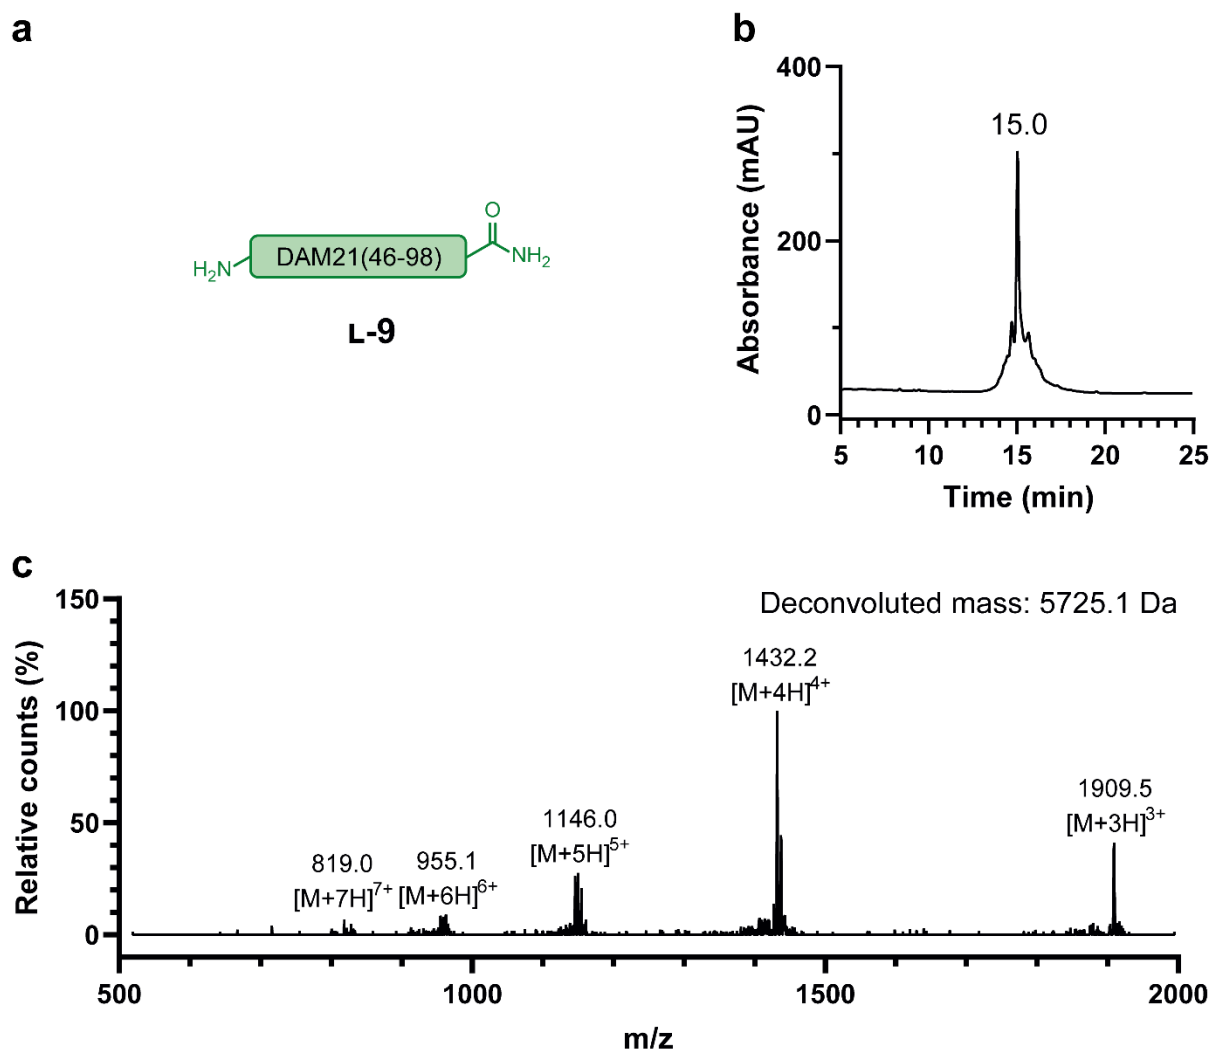 a
H₂N
DAM21(46-98)
O
NH₂
L-9
b
400
200
0
Absorbance (mAU)
15.0
5 10 15 20 25
Time (min)
c
Deconvoluted mass: 5725.1 Da
150
100
50
0
Relative counts (%)
819.0
[M+7H]⁷⁺
955.1
[M+6H]⁶⁺
1146.0
[M+5H]⁵⁺
1432.2
[M+4H]⁴⁺
1909.5
[M+3H]³⁺
500 1000 1500 2000
m/z